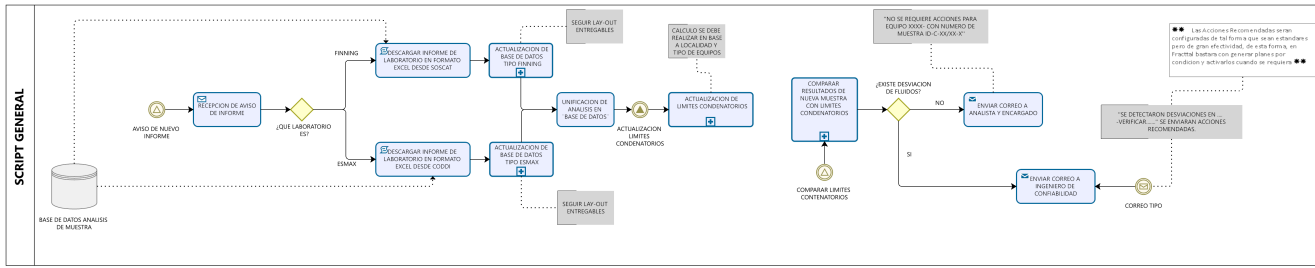 SCRIPT GENERAL
AVISO DE NUEVO
INFORME
RECEPCION DE AVISO
DE INFORME
¿QUE LABORATORIO
ES?
FINNING
ESMAX
BASE DE DATOS ANALISIS
DE MUESTRA
DESCARGAR INFORME DE
LABORATORIO EN FORMATO
EXCEL DESDE SOSCAT
DESCARGAR INFORME DE
LABORATORIO EN FORMATO
EXCEL DESDE CODDI
SEGUIR LAY-OUT
ENTREGABLES
ACTUALIZACION DE
BASE DE DATOS
TIPO FINNING
ACTUALIZACION DE
BASE DE DATOS
TIPO ESMAX
SEGUIR LAY-OUT
ENTREGABLES
UNIFICACION DE
ANALISIS EN
¨BASE DE DATOS¨
ACTUALIZACION
LIMITES
CONDENATORIOS
CALCULO SE DEBE
REALIZAR EN BASE
A LOCALIDAD Y
TIPO DE EQUIPOS
ACTUALIZACION DE
LIMITES CONDENATORIOS
COMPARAR
RESULTADOS DE
NUEVA MUESTRA
CON LIMITES
CONDENATORIOS
COMPARAR LIMITES
CONTENATORIOS
¿EXISTE DESVIACION
DE FLUIDOS?
NO
SI
"NO SE REQUIERE ACCIONES PARA
EQUIPO XXXX- CON NUMERO DE
MUESTRA ID-C-XX/XX-X"
ENVIAR CORREO A
ANALISTA Y ENCARGADO
ENVIAR CORREO A
INGENIERO DE
CONFIABILIDAD
CORREO TIPO
"SE DETECTARON DESVIACIONES EN ...
-VERIFICAR......" SE ENVIARAN ACCIONES
RECOMENDADAS.
✱✱ Las Acciones Recomendadas seran
configuradas de tal forma que sean estandares
pero de gran efectividad, de esta forma, en
Fracttal bastara con generar planes por
condicion y activarlos cuando se requiera ✱✱